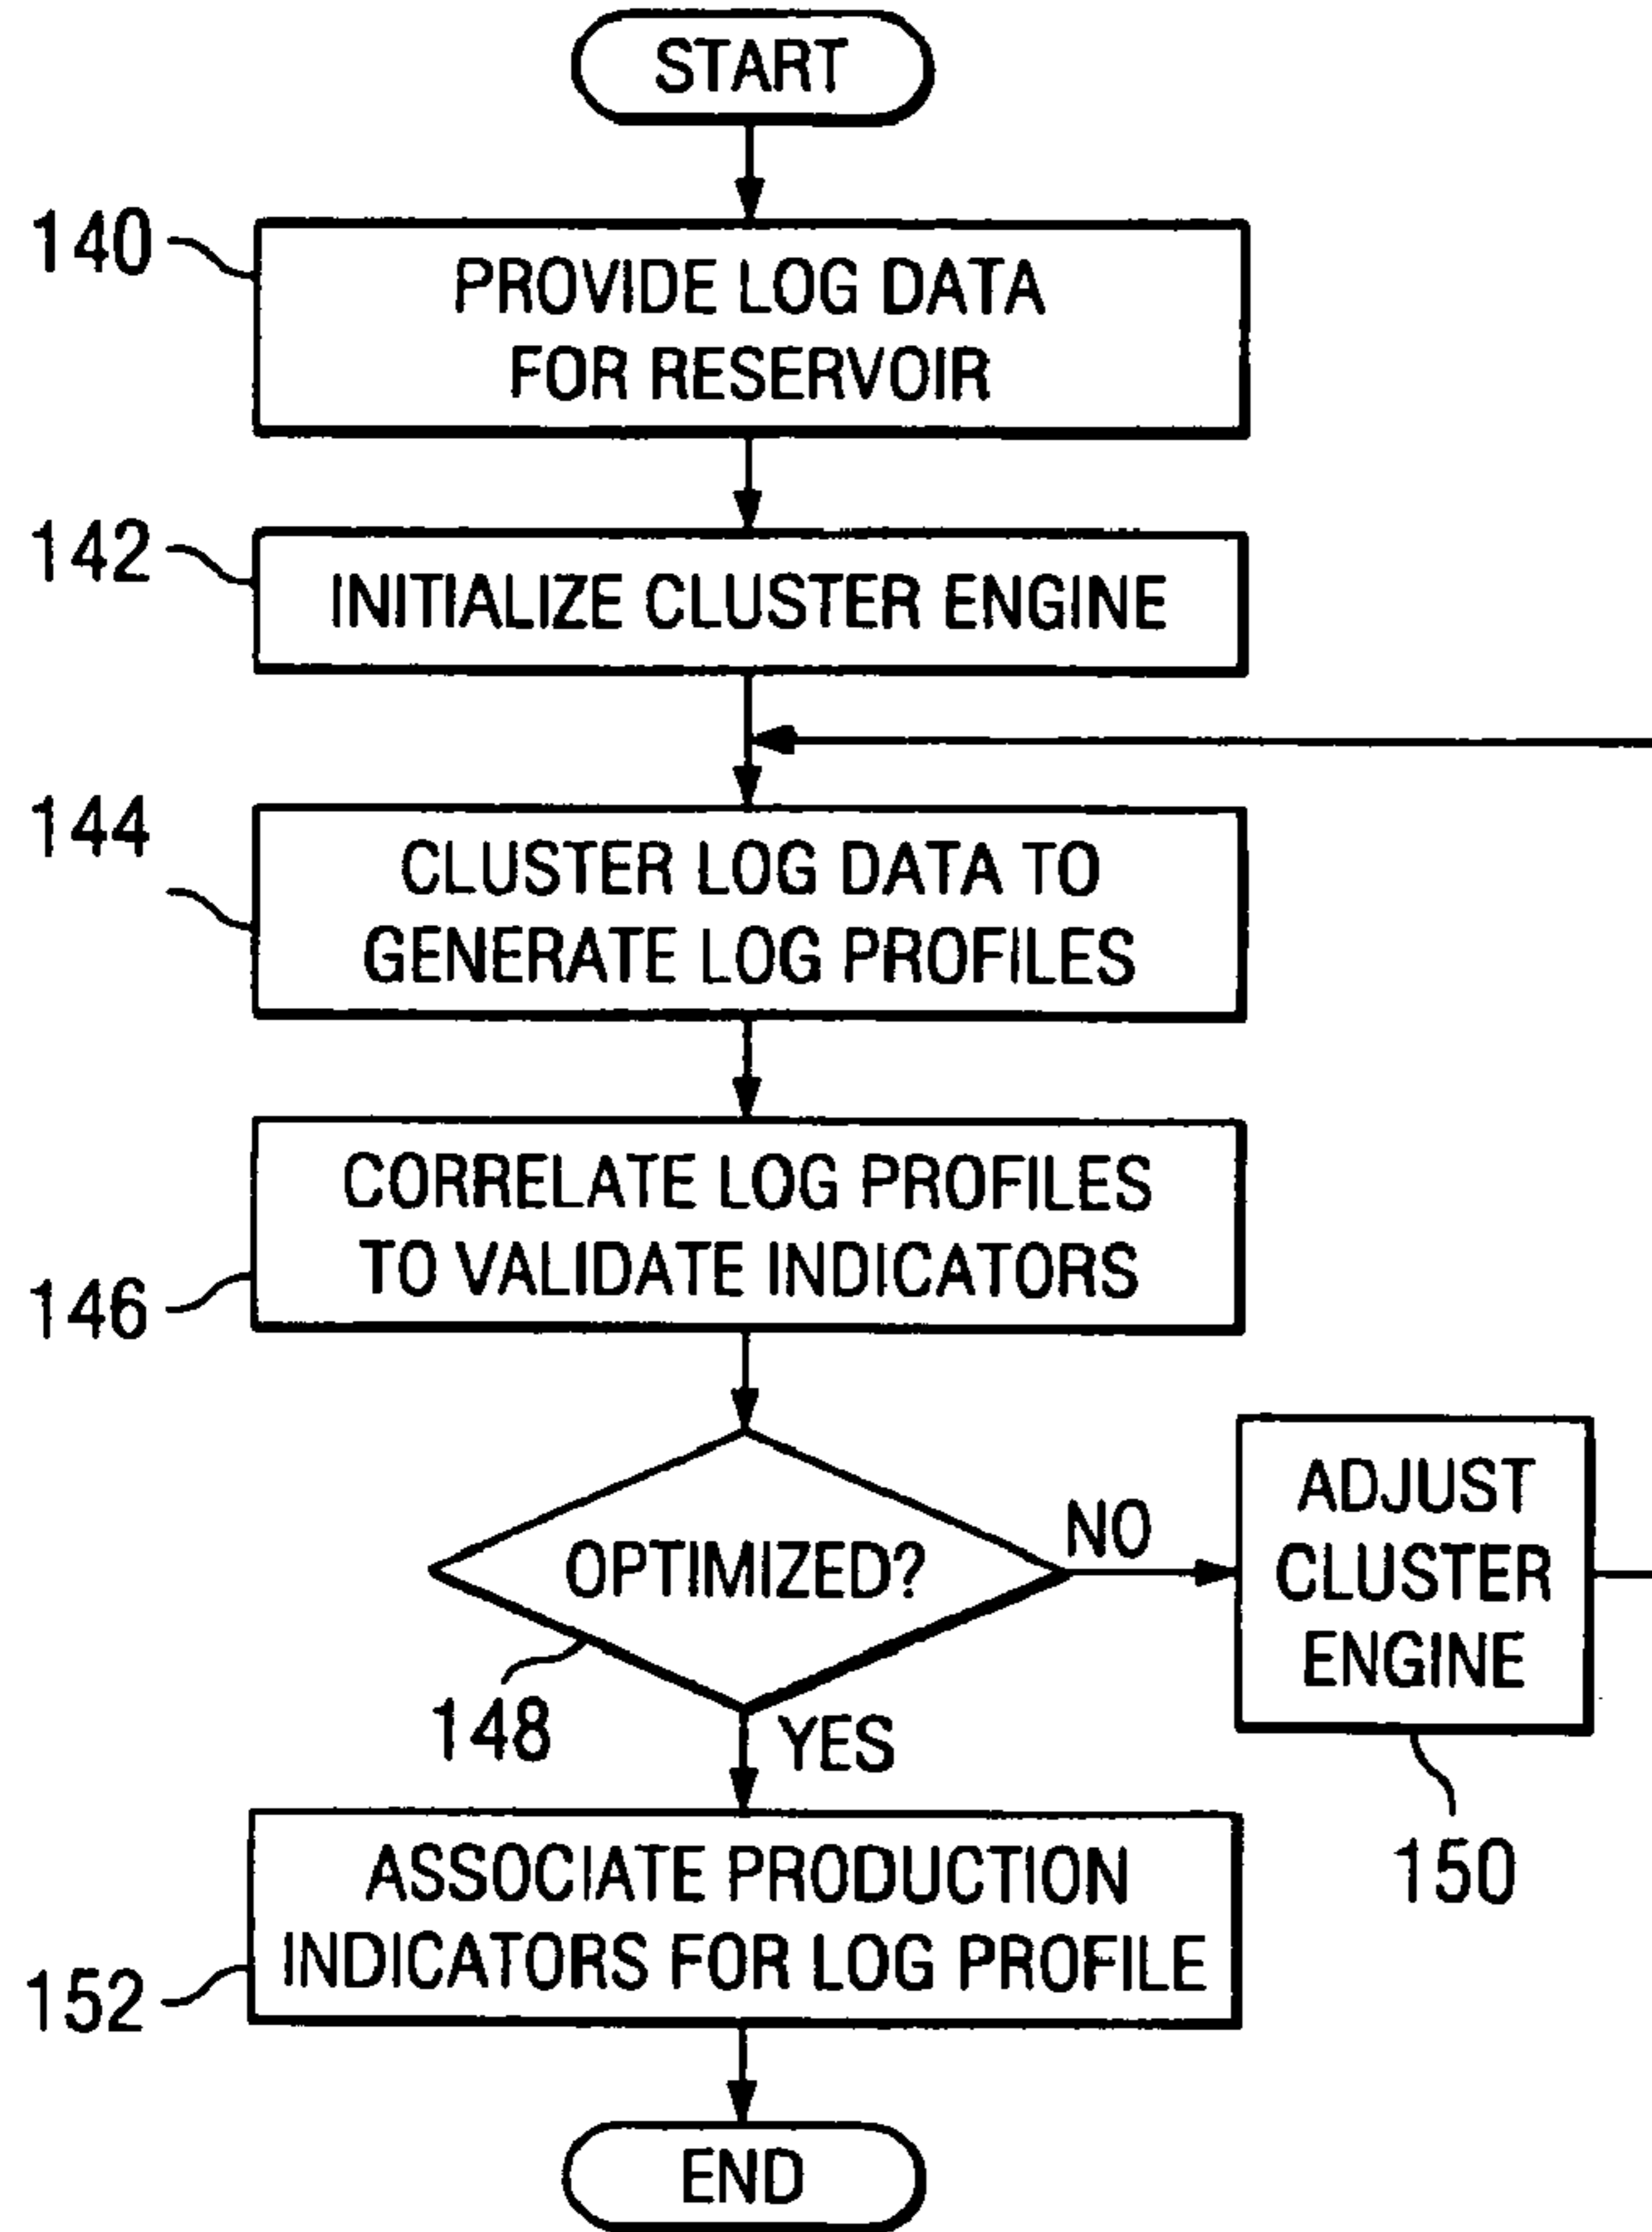 START
140
PROVIDE LOG DATA
FOR RESERVOIR
142
INITIALIZE CLUSTER ENGINE
144
CLUSTER LOG DATA TO
GENERATE LOG PROFILES
CORRELATE LOG PROFILES
TO VALIDATE INDICATORS
146
OPTIMIZED?
NO
ADJUST
CLUSTER
ENGINE
148
YES
150
ASSOCIATE PRODUCTION
INDICATORS FOR LOG PROFILE
152
END